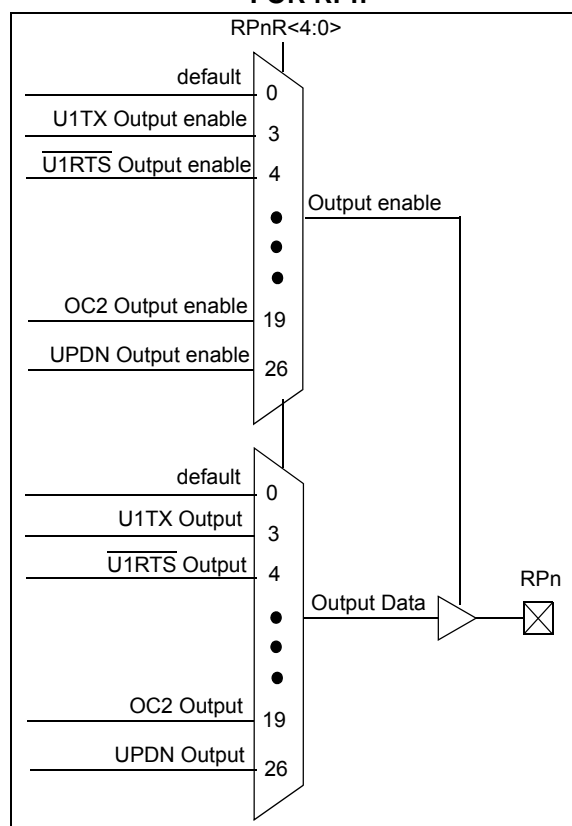 RPnR<4:0>
default
0
U1TX Output enable
3
U1RTS Output enable
4
Output enable
OC2 Output enable
19
UPDN Output enable
26
default
0
U1TX Output
3
U1RTS Output
4
RPn
Output Data
OC2 Output
19
UPDN Output
26